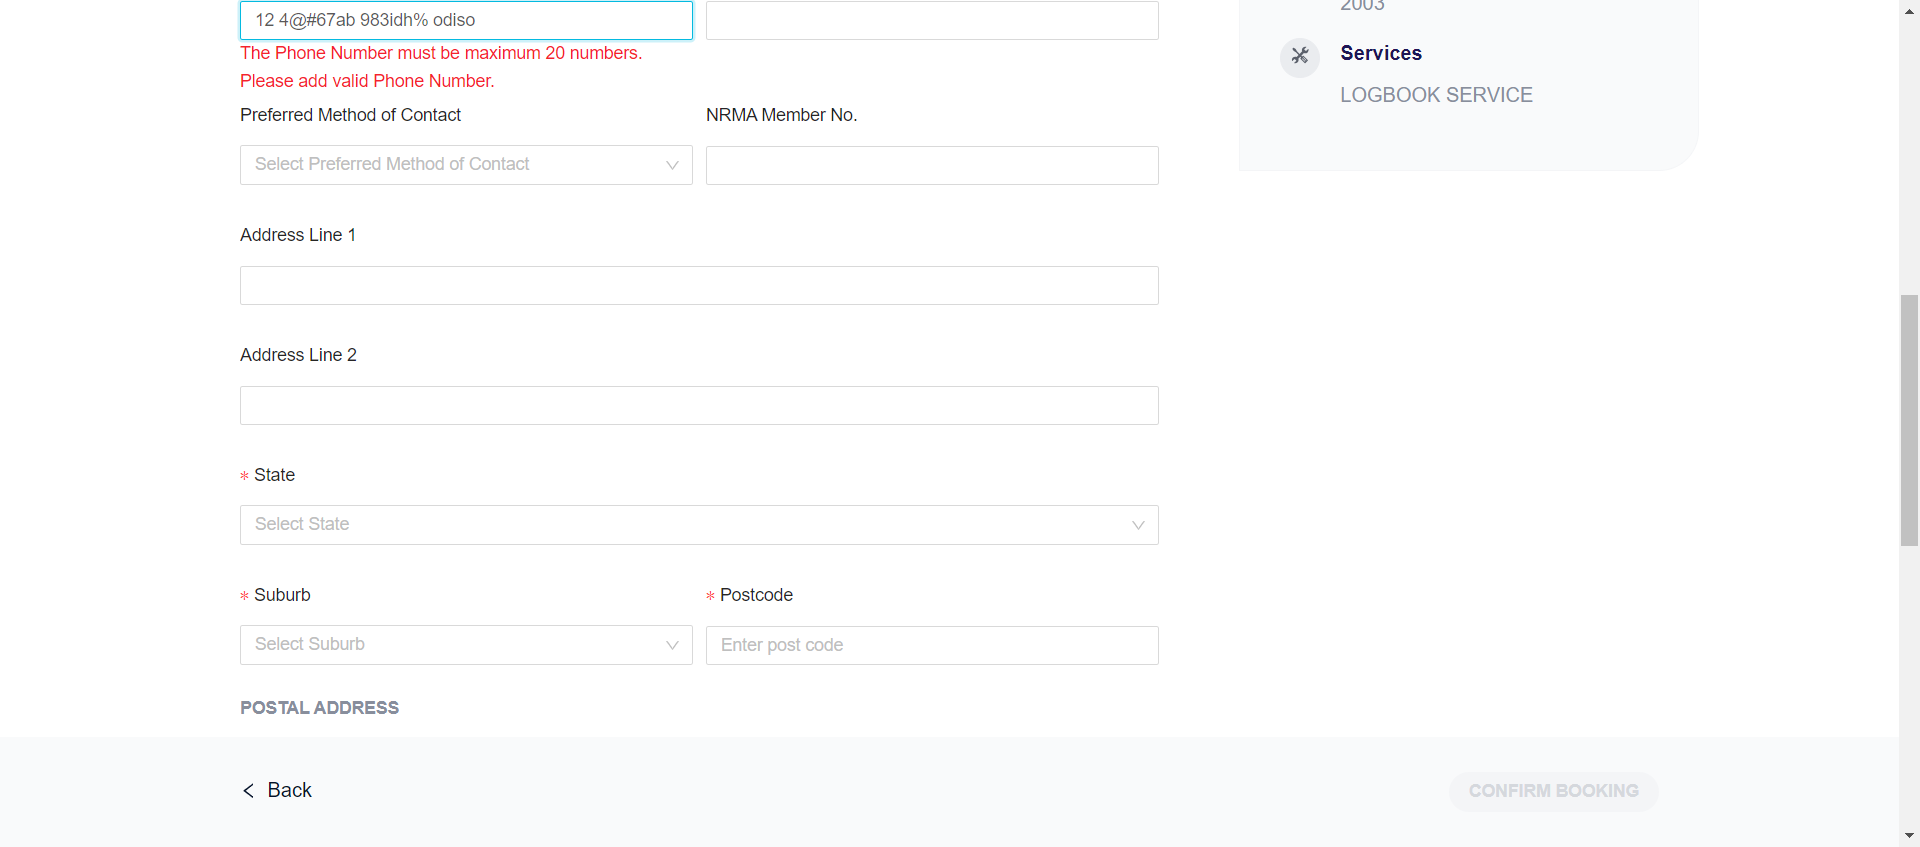 12 4@#67ab 983idh% odiso
The Phone Number must be maximum 20 numbers.
Please add valid Phone Number.
Preferred Method of Contact
NRMA Member No.
Select Preferred Method of Contact
Address Line 1
Address Line 2
* State
Select State
* Suburb
* Postcode
Select Suburb
Enter post code
POSTAL ADDRESS
2003
Services
LOGBOOK SERVICE
Back
CONFIRM BOOKING